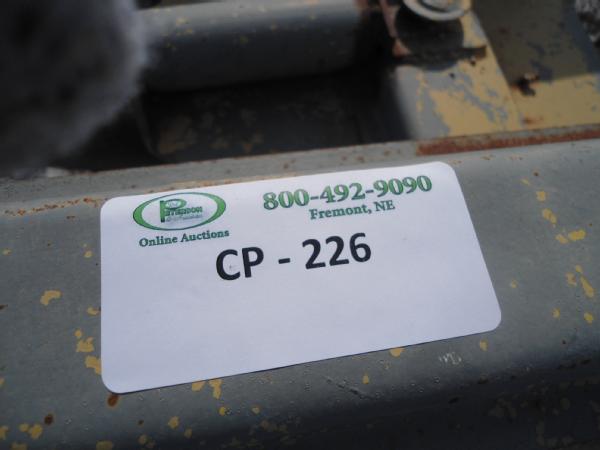 Peterson
Online Auctions
800-492-9090
Fremont, NE
CP - 226